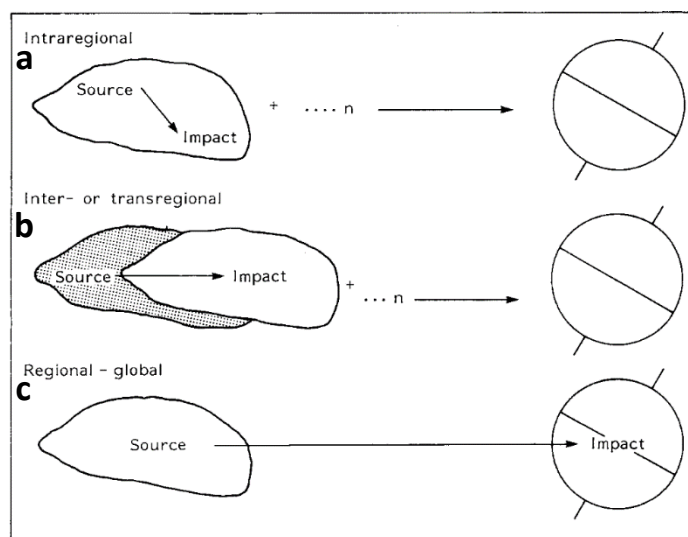 Intraregional
a
Source
Impact
+ .... n
Inter- or transregional
b
Source
Impact
+ ... n
Regional - global
c
Source
Impact